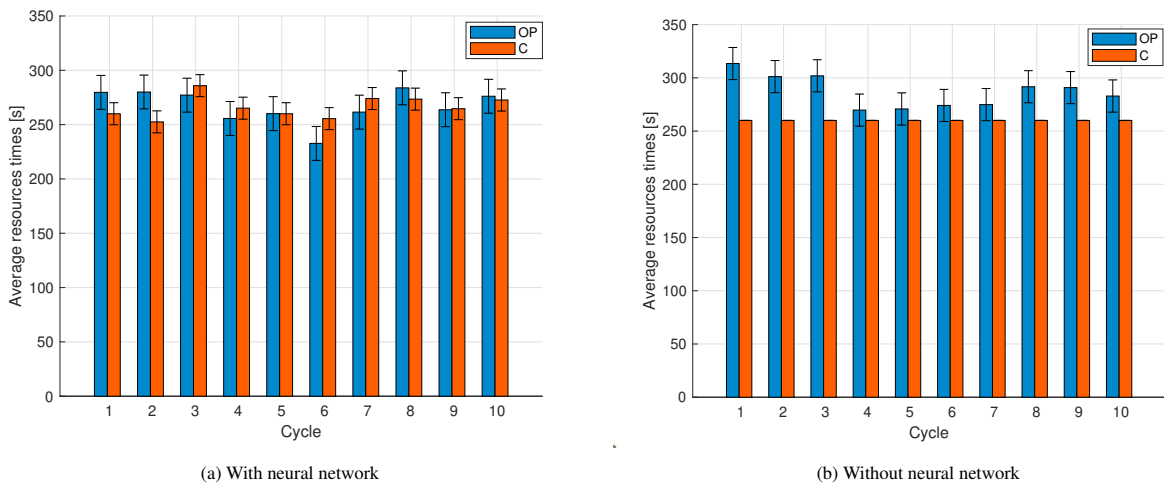 350
300
250
200
150
100
50
0
Average resources times [s]
OP
C
1 2 3 4 5 6 7 8 9 10
Cycle
(a) With neural network
350
300
250
200
150
100
50
0
Average resources times [s]
OP
C
1 2 3 4 5 6 7 8 9 10
Cycle
(b) Without neural network